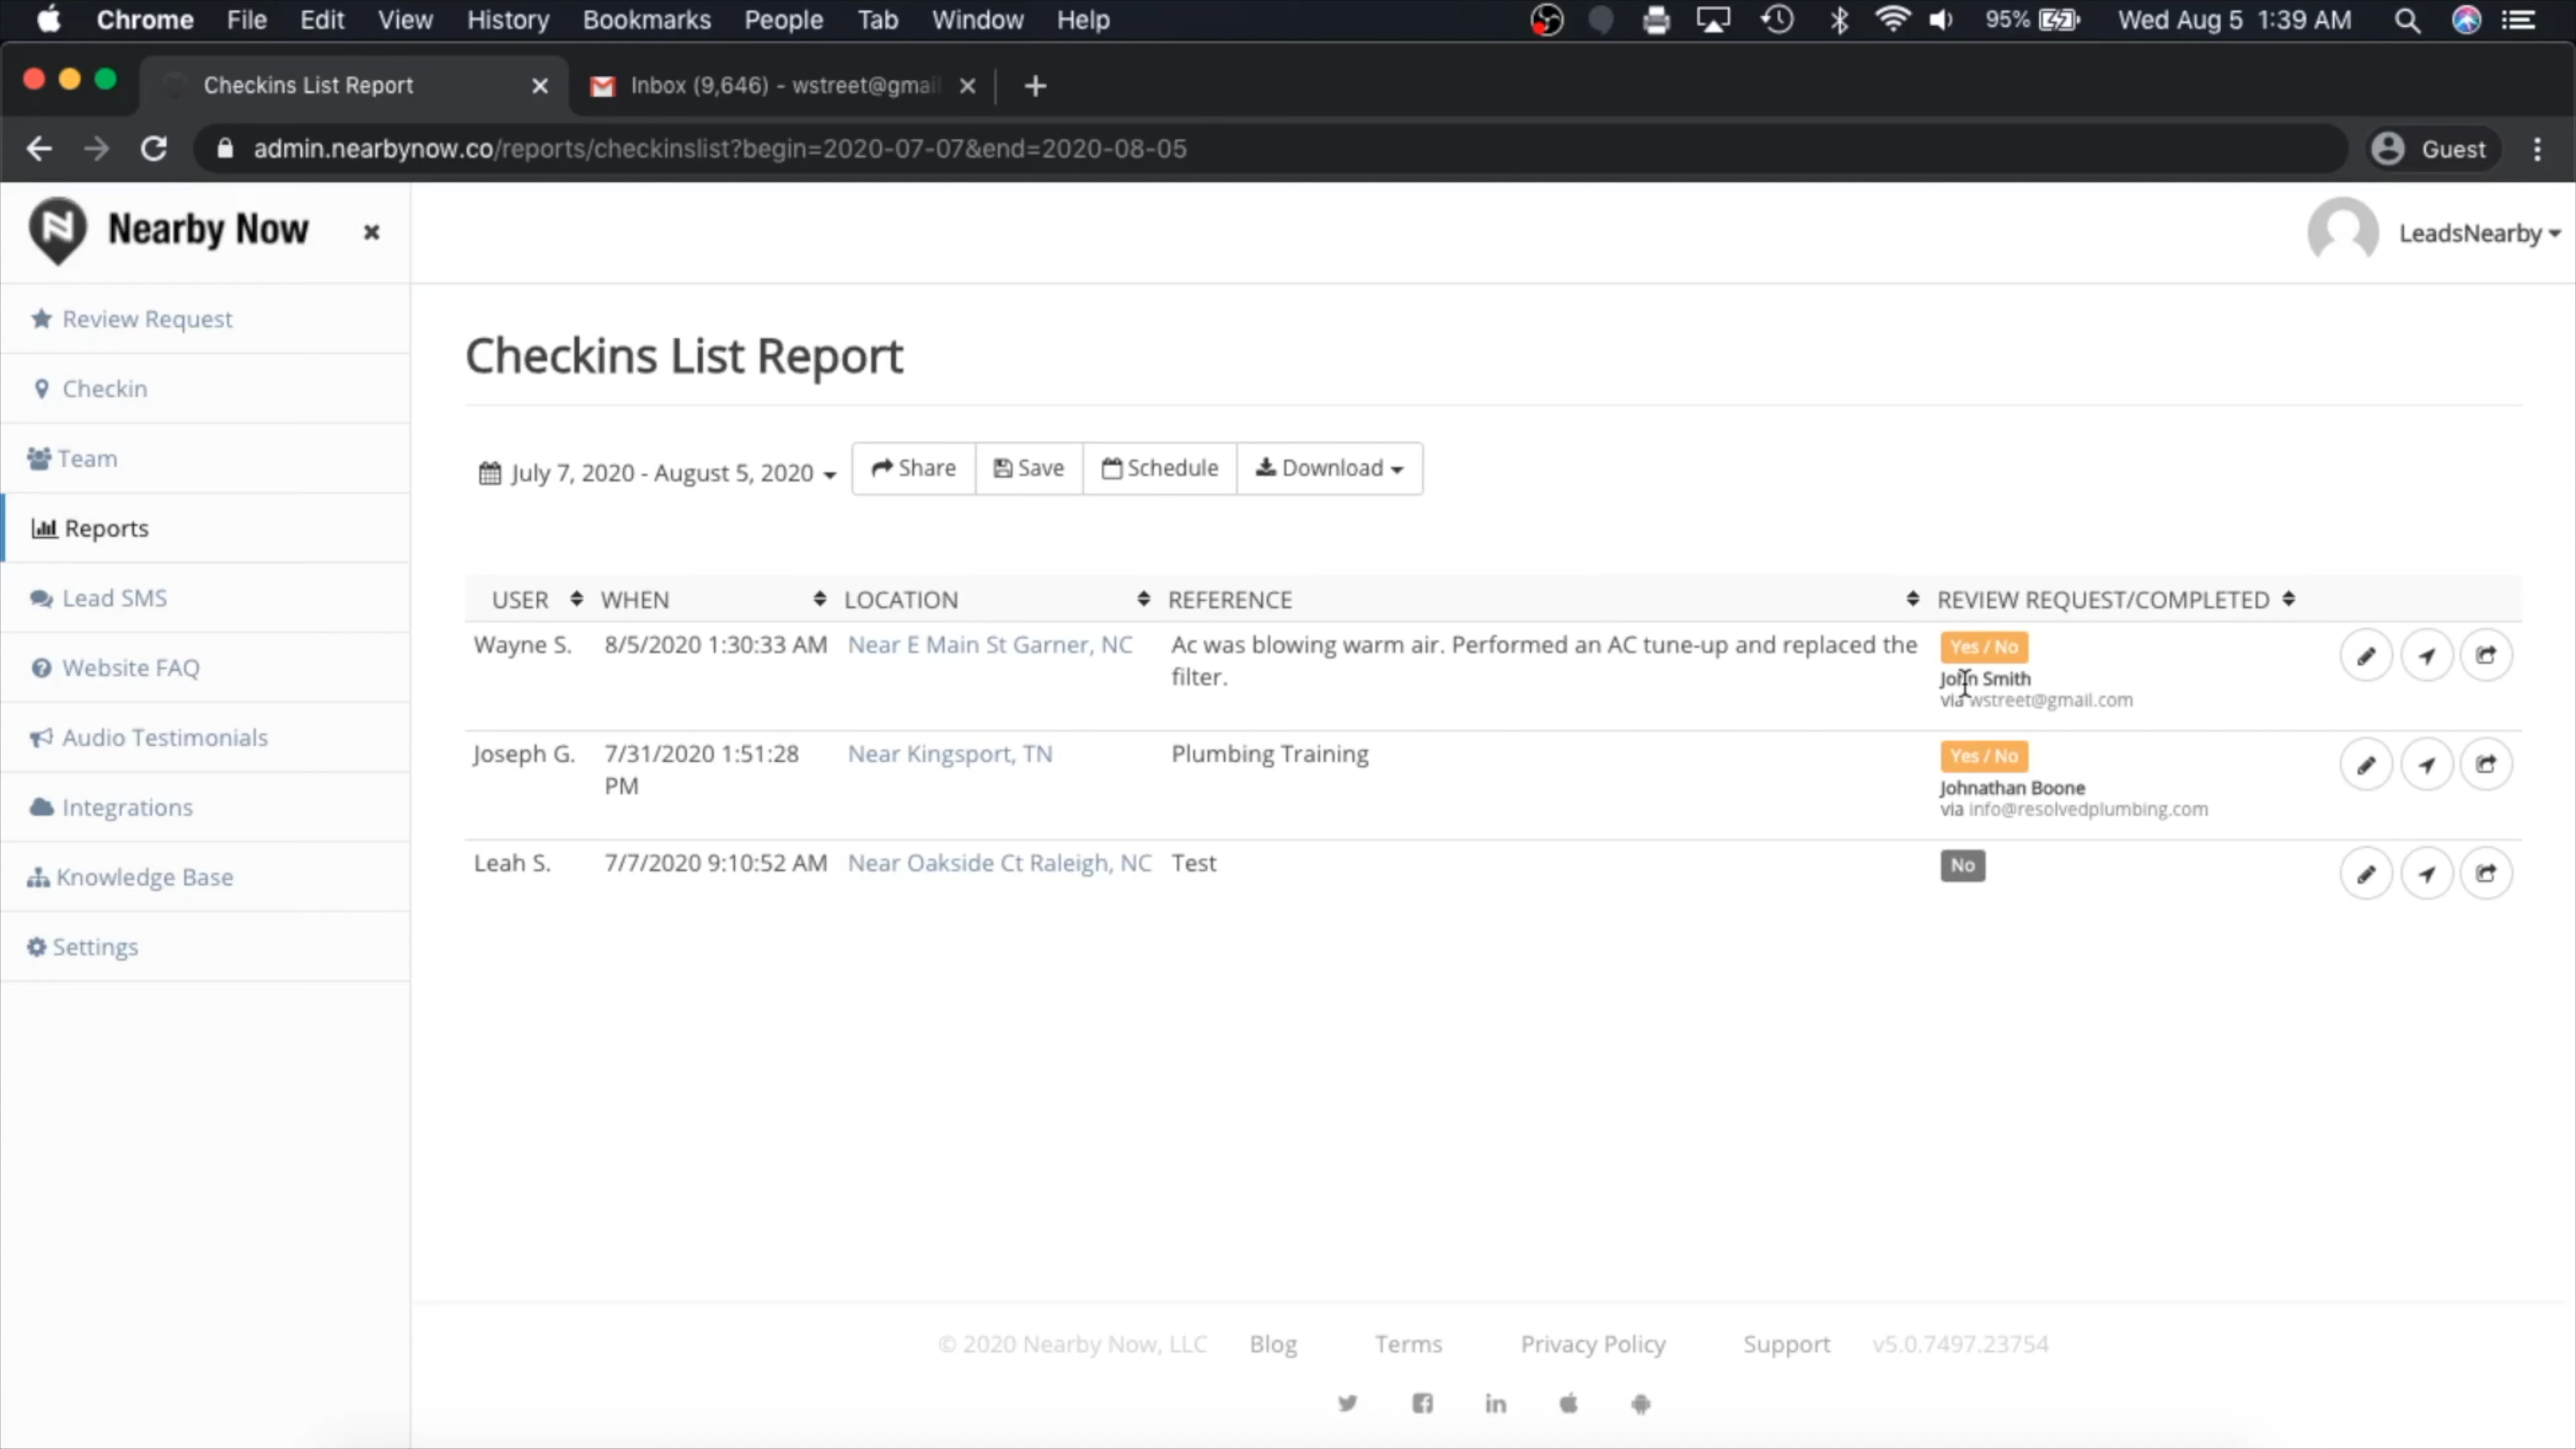 Chrome File Edit View History Bookmarks People Tab Window Help 95% Wed Aug 5 1:39 AM
Checkins List Report Inbox (9,646) - wstreet@gmail
admin.nearbynow.co/reports/checkinslist?begin=2020-07-07&end=2020-08-05 Guest
Nearby Now
LeadsNearby
Review Request
Checkin
Team
Reports
Lead SMS
Website FAQ
Audio Testimonials
Integrations
Knowledge Base
Settings
Checkins List Report
July 7, 2020 - August 5, 2020 Share Save Schedule Download
USER WHEN LOCATION REFERENCE REVIEW REQUEST/COMPLETED
Wayne S. 8/5/2020 1:30:33 AM Near E Main St Garner, NC Ac was blowing warm air. Performed an AC tune-up and replaced the Yes / No
filter. John Smith
via wstreet@gmail.com
Joseph G. 7/31/2020 1:51:28 Near Kingsport, TN Plumbing Training Yes / No
PM Johnathan Boone
via info@resolvedplumbing.com
Leah S. 7/7/2020 9:10:52 AM Near Oakside Ct Raleigh, NC Test No
© 2020 Nearby Now, LLC Blog Terms Privacy Policy Support v5.0.7497.23754